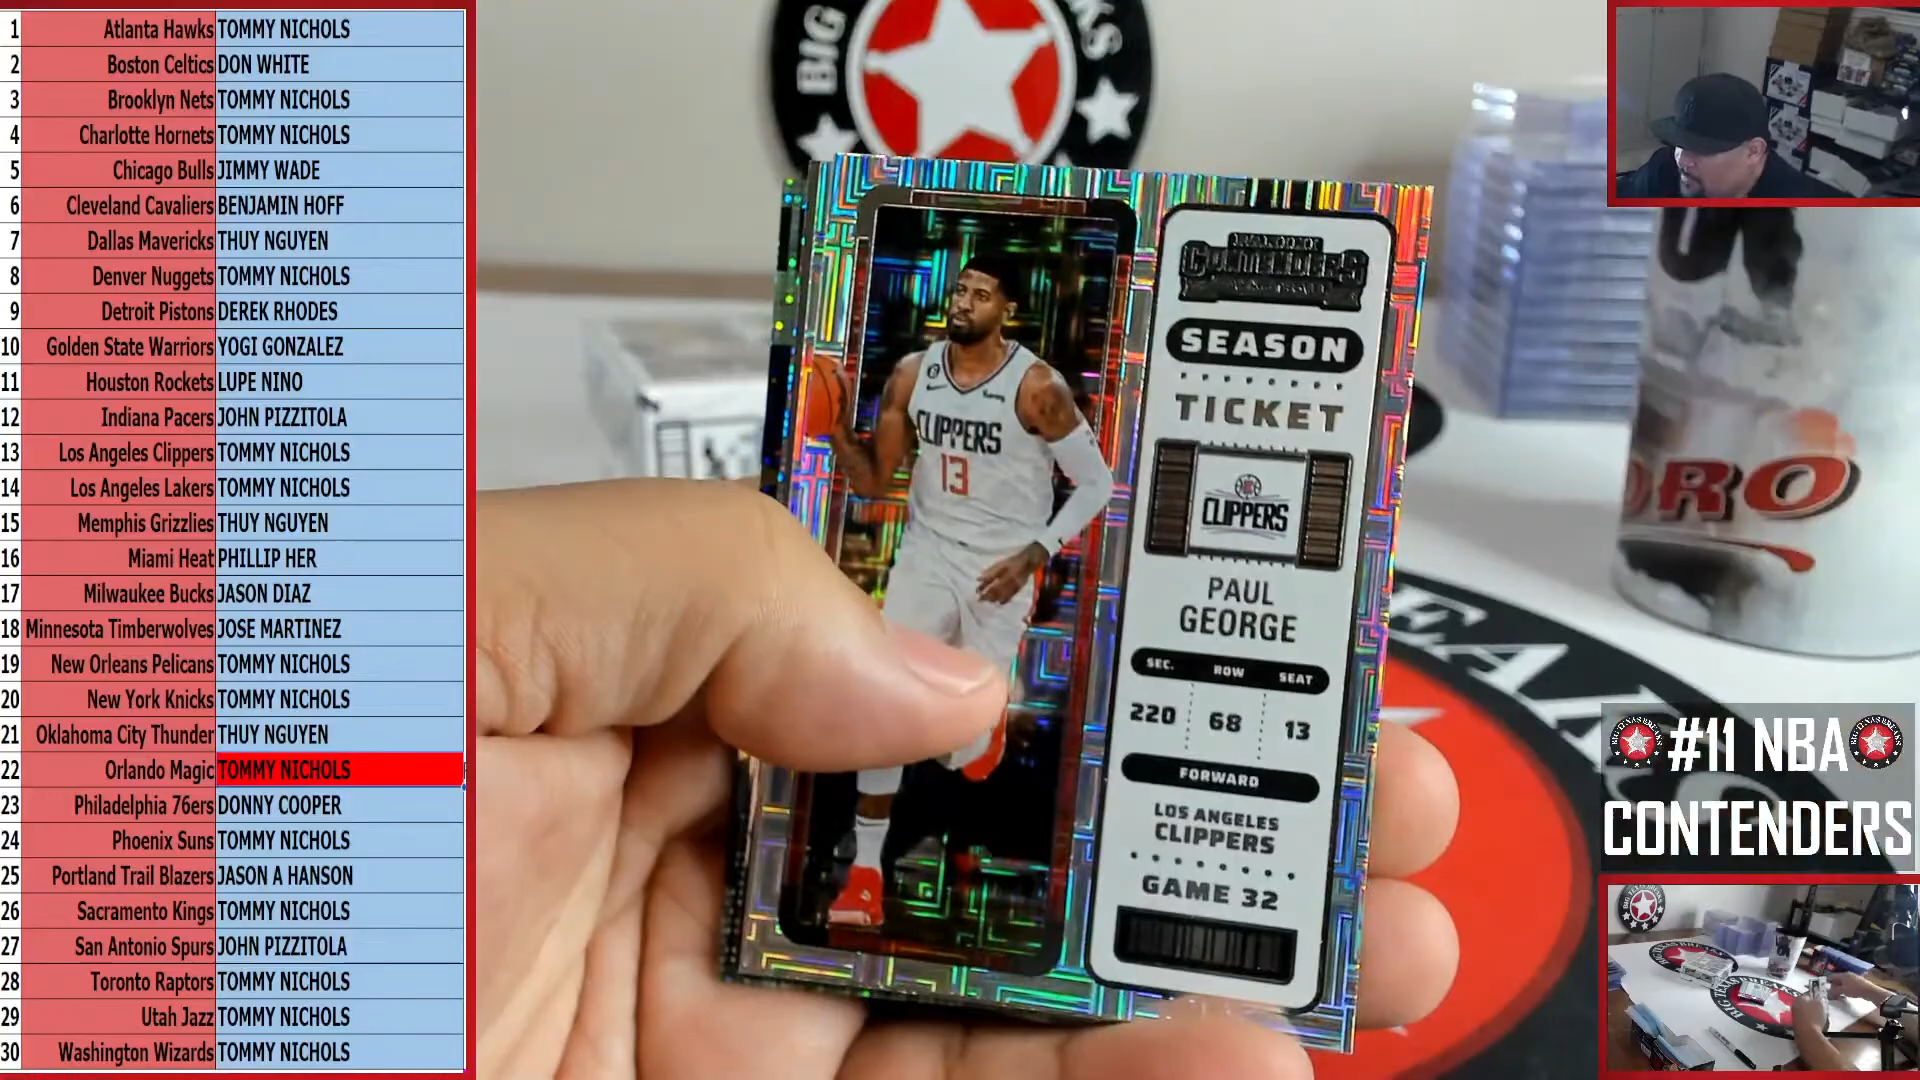 1 Atlanta Hawks TOMMY NICHOLS
2 Boston Celtics DON WHITE
3 Brooklyn Nets TOMMY NICHOLS
4 Charlotte Hornets TOMMY NICHOLS
5 Chicago Bulls JIMMY WADE
6 Cleveland Cavaliers BENJAMIN HOFF
7 Dallas Mavericks THUY NGUYEN
8 Denver Nuggets TOMMY NICHOLS
9 Detroit Pistons DEREK RHODES
10 Golden State Warriors YOGI GONZALEZ
11 Houston Rockets LUPE NINO
12 Indiana Pacers JOHN PIZZITOLA
13 Los Angeles Clippers TOMMY NICHOLS
14 Los Angeles Lakers TOMMY NICHOLS
15 Memphis Grizzlies THUY NGUYEN
16 Miami Heat PHILLIP HER
17 Milwaukee Bucks JASON DIAZ
18 Minnesota Timberwolves JOSE MARTINEZ
19 New Orleans Pelicans TOMMY NICHOLS
20 New York Knicks TOMMY NICHOLS
21 Oklahoma City Thunder THUY NGUYEN
22 Orlando Magic TOMMY NICHOLS
23 Philadelphia 76ers DONNY COOPER
24 Phoenix Suns TOMMY NICHOLS
25 Portland Trail Blazers JASON A HANSON
26 Sacramento Kings TOMMY NICHOLS
27 San Antonio Spurs JOHN PIZZITOLA
28 Toronto Raptors TOMMY NICHOLS
29 Utah Jazz TOMMY NICHOLS
30 Washington Wizards TOMMY NICHOLS
BIG
CONTENDERS
SEASON
TICKET
CLIPPERS
PAUL
GEORGE
SEC. ROW SEAT
220 68 13
FORWARD
LOS ANGELES
CLIPPERS
GAME 32
CLIPPERS
13
#11 NBA
CONTENDERS